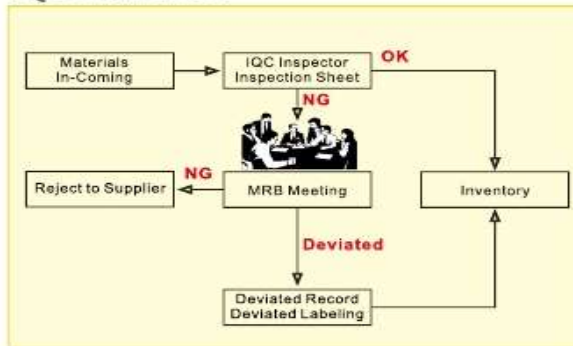 Materials
In-Coming
IQC Inspector
Inspection Sheet
OK
NG
NG
Reject to Supplier
MRB Meeting
Inventory
Deviated
Deviated Record
Deviated Labeling